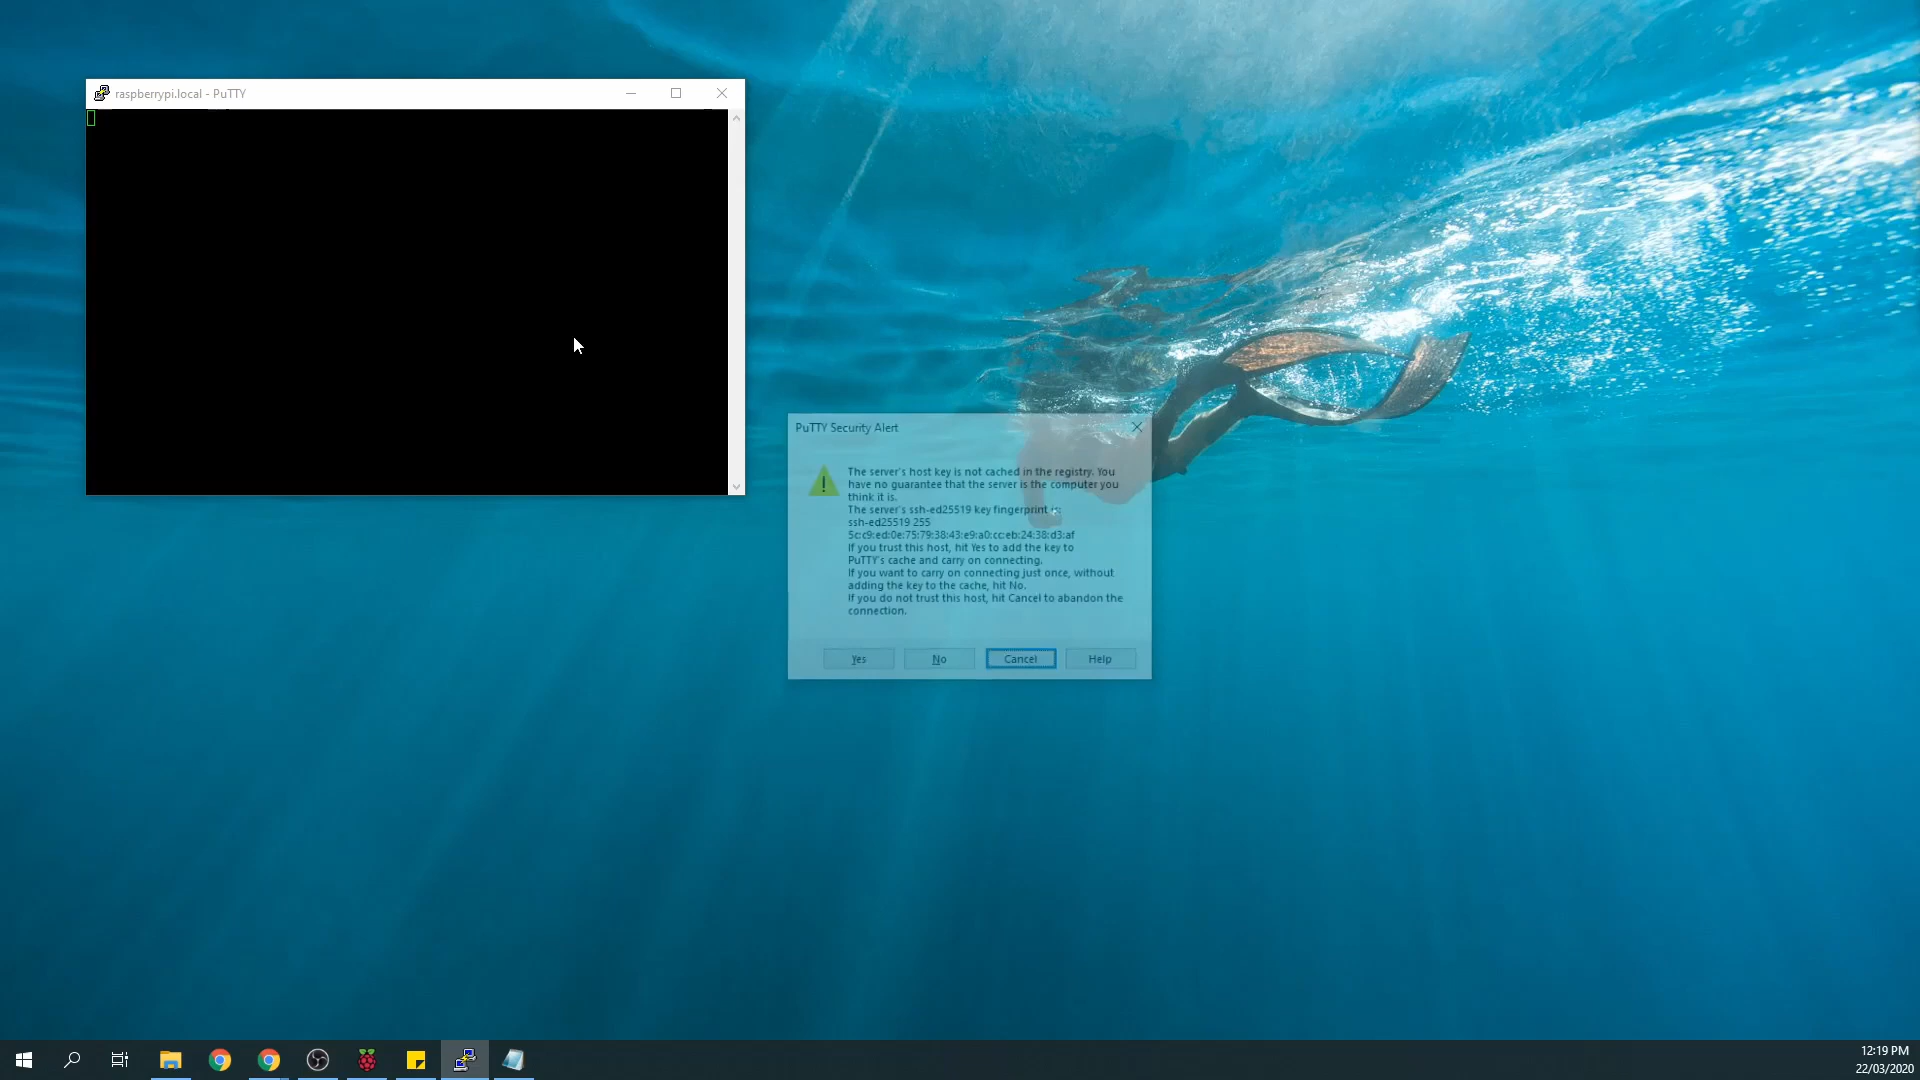 raspberrypi.local - PuTTY
PuTTY Security Alert
The server's host key is not cached in the registry. You
have no guarantee that the server is the computer you
think it is.
The server's ssh-ed25519 key fingerprint is:
ssh-ed25519 255
5c:c9:ed:0e:75:79:38:43:e9:a0:cc:eb:24:38:d3:af
If you trust this host, hit Yes to add the key to
PuTTY's cache and carry on connecting.
If you want to carry on connecting just once, without
adding the key to the cache, hit No.
If you do not trust this host, hit Cancel to abandon the
connection.
Yes No Cancel Help
12:19 PM
22/03/2020